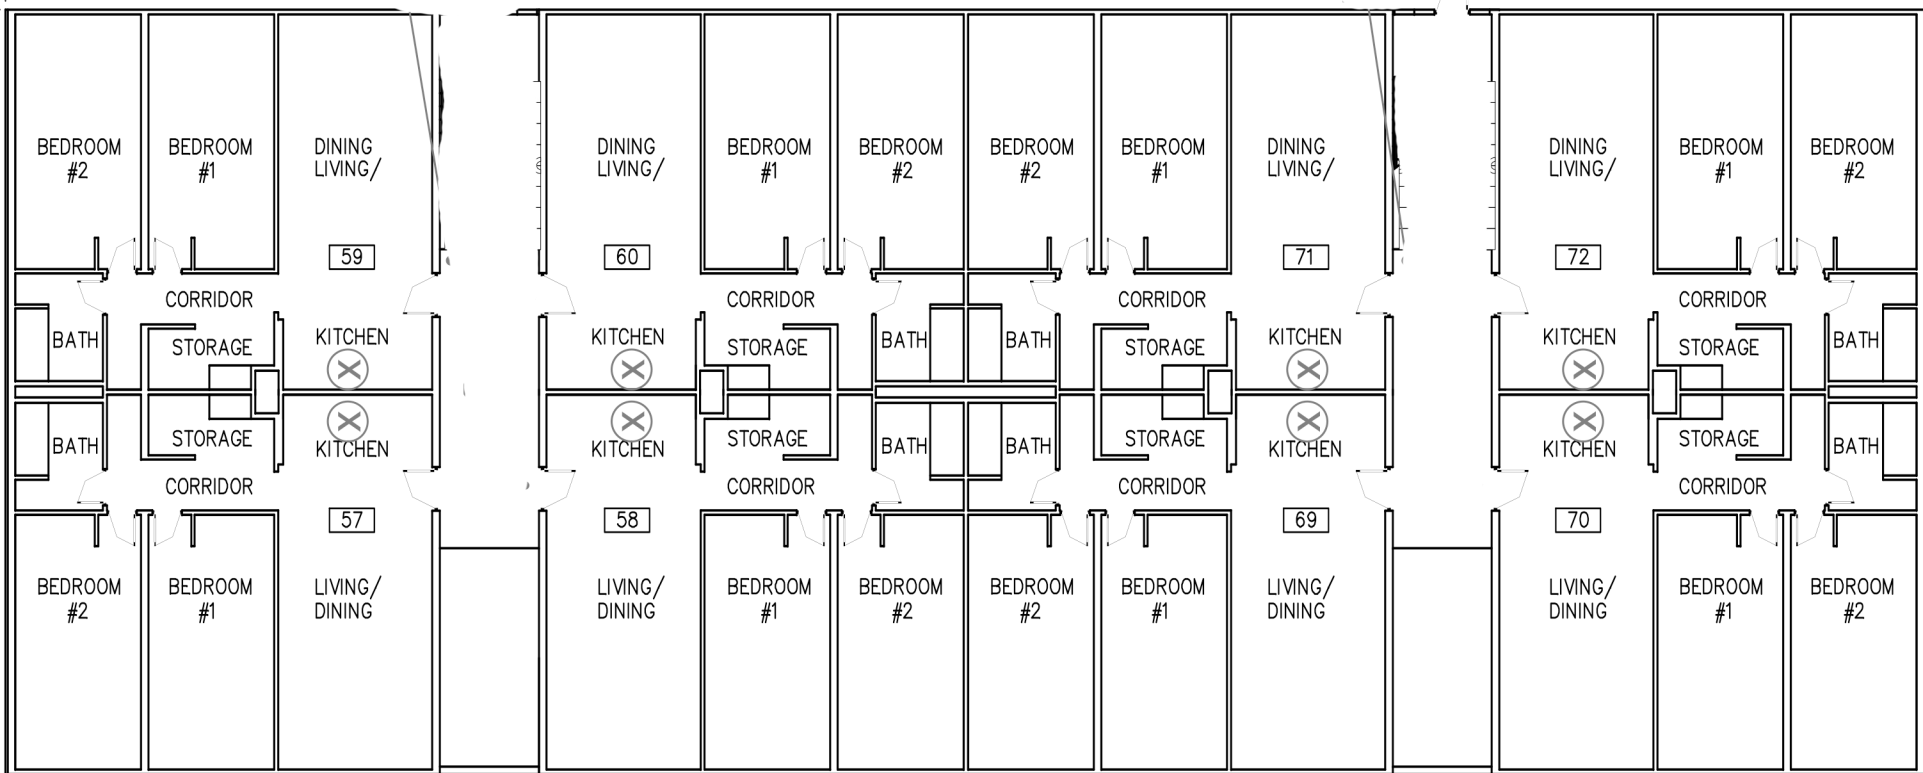 BEDROOM BEDROOM DINING DINING BEDROOM BEDROOM BEDROOM BEDROOM DINING DINING BEDROOM BEDROOM
#2 #1 LIVING/ LIVING/ #1 #2 #2 #1 LIVING/ LIVING/ #1 #2
59 60 71 72
CORRIDOR CORRIDOR CORRIDOR CORRIDOR
BATH STORAGE KITCHEN KITCHEN STORAGE BATH BATH STORAGE KITCHEN KITCHEN STORAGE BATH
X X X X
X X X X
BATH STORAGE KITCHEN KITCHEN STORAGE BATH BATH STORAGE KITCHEN KITCHEN STORAGE BATH
CORRIDOR CORRIDOR CORRIDOR CORRIDOR
57 58 69 70
BEDROOM BEDROOM LIVING/ LIVING/ BEDROOM BEDROOM BEDROOM BEDROOM LIVING/ LIVING/ BEDROOM BEDROOM
#2 #1 DINING DINING #1 #2 #2 #1 DINING DINING #1 #2